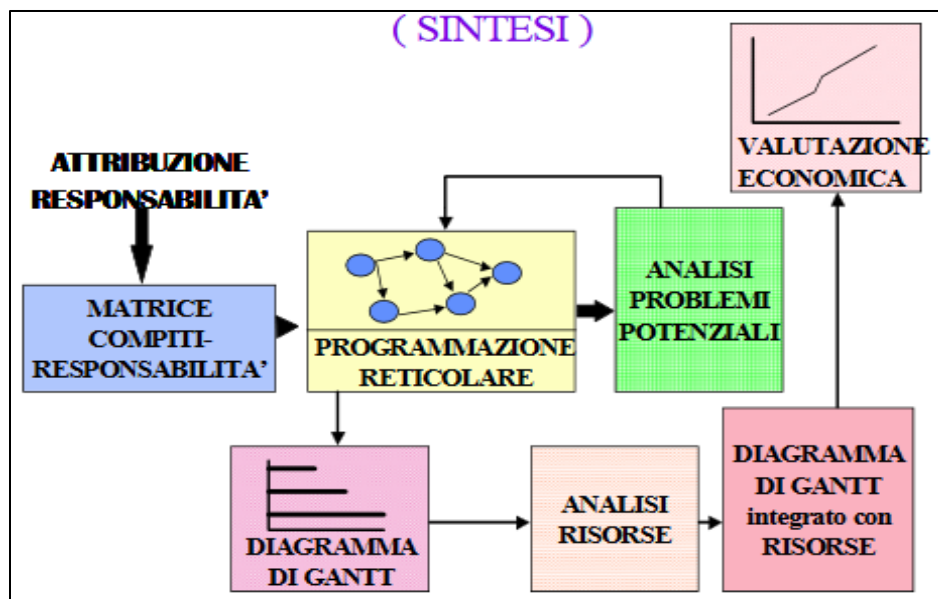 ( SINTESI )
ATTRIBUZIONE
RESPONSABILITA'
MATRICE
COMPITI-
RESPONSABILITA'
PROGRAMMAZIONE
RETICOLARE
ANALISI
PROBLEMI
POTENZIALI
VALUTAZIONE
ECONOMICA
DIAGRAMMA
DI GANTT
ANALISI
RISORSE
DIAGRAMMA
DI GANTT
integrato con
RISORSE